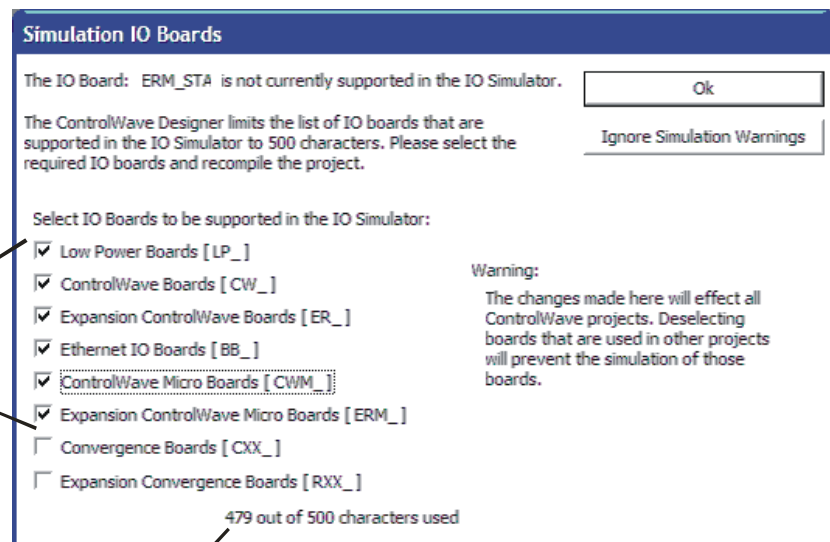 Simulation IO Boards
The IO Board: ERM_STA is not currently supported in the IO Simulator.
Ok
The ControlWave Designer limits the list of IO boards that are
supported in the IO Simulator to 500 characters. Please select the
required IO boards and recompile the project.
Ignore Simulation Warnings
Select IO Boards to be supported in the IO Simulator:
Low Power Boards [ LP_ ]
ControlWave Boards [ CW_ ]
Expansion ControlWave Boards [ ER_ ]
Ethernet IO Boards [ BB_ ]
ControlWave Micro Boards [ CWM_ ]
Expansion ControlWave Micro Boards [ ERM_ ]
Convergence Boards [ CXX_ ]
Expansion Convergence Boards [ RXX_ ]
Warning:
The changes made here will effect all
ControlWave projects. Deselecting
boards that are used in other projects
will prevent the simulation of those
boards.
479 out of 500 characters used